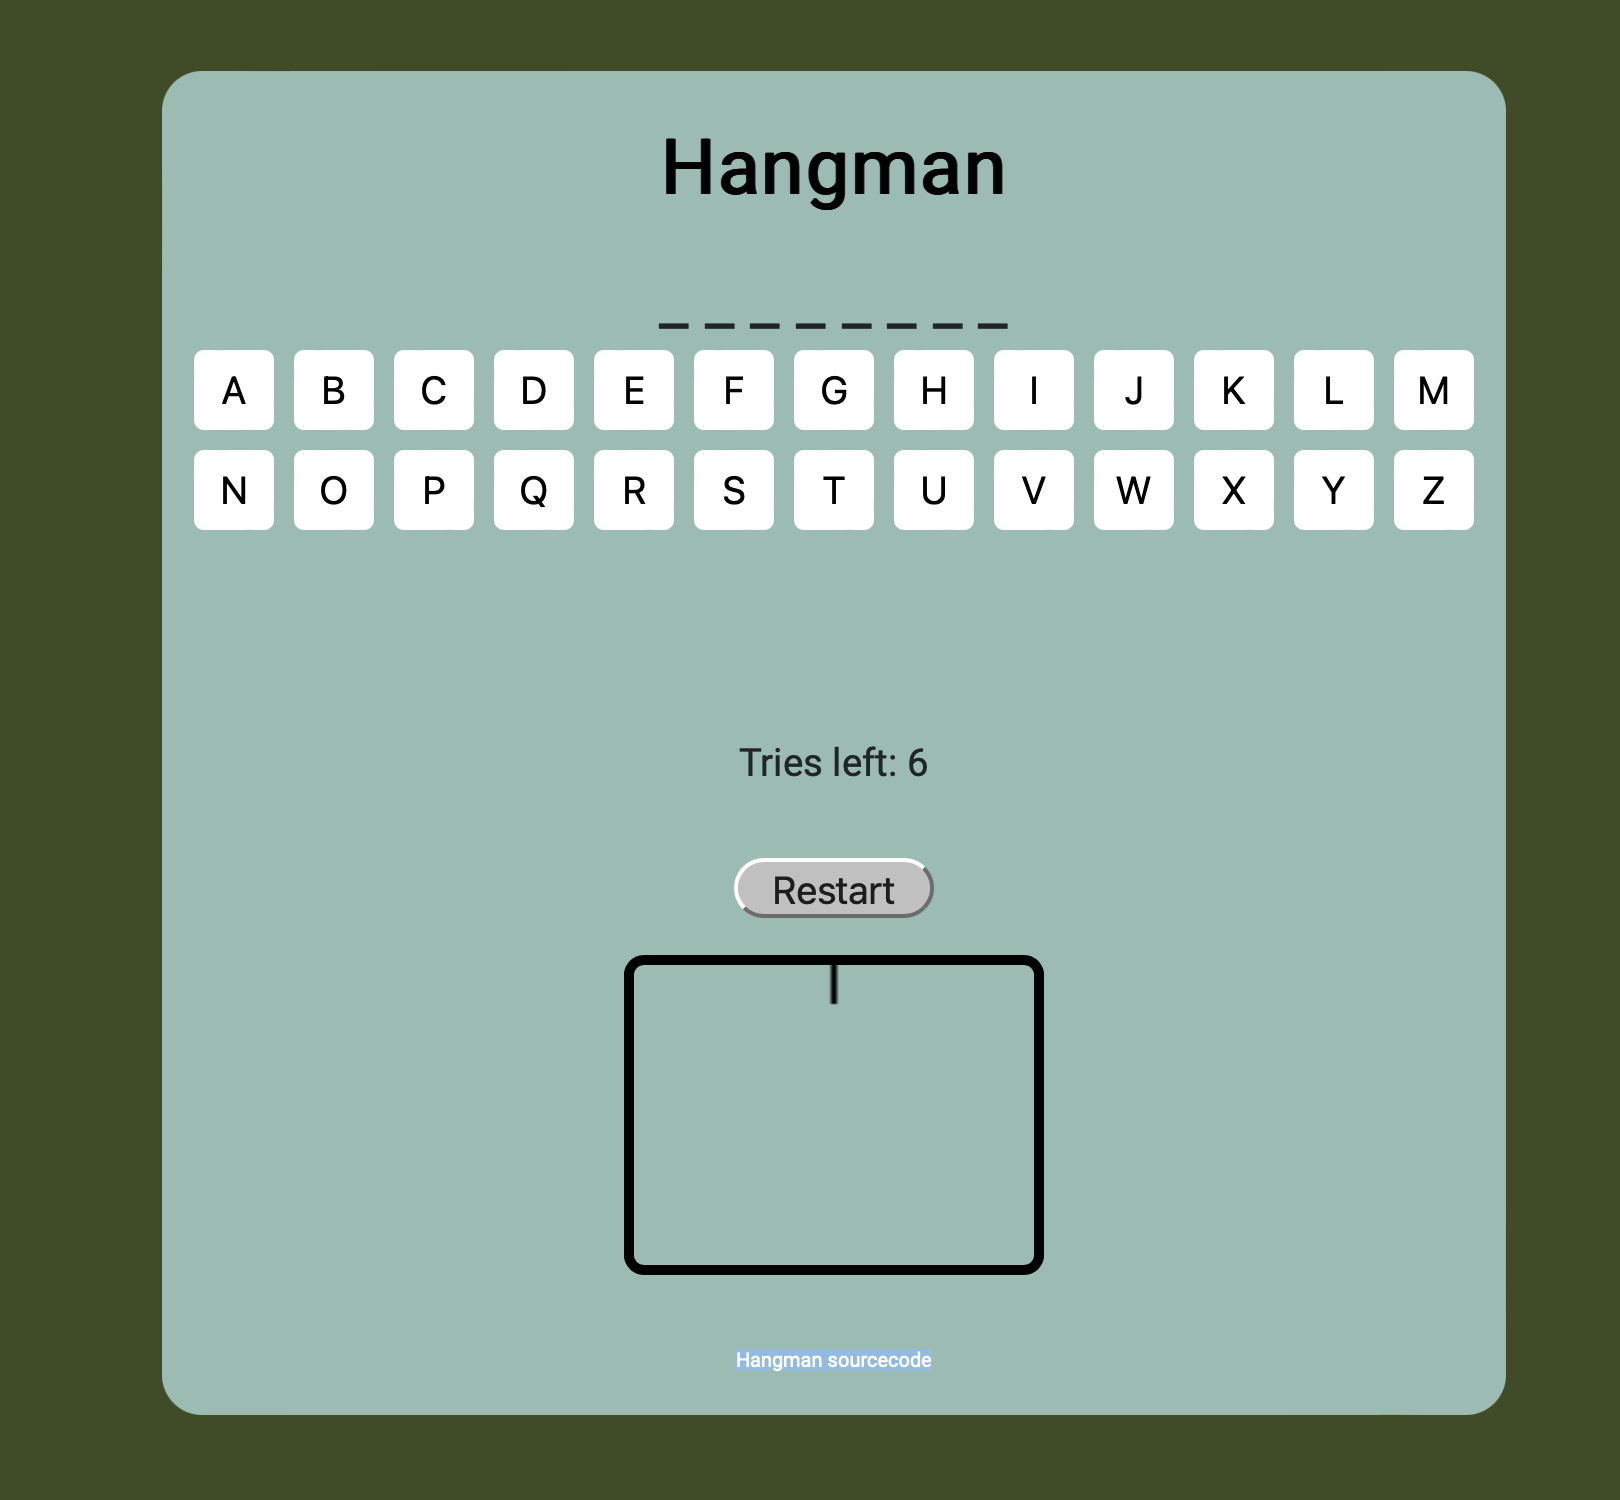 Hangman
_ _ _ _ _ _ _ _
A B C D E F G H I J K L M
N O P Q R S T U V W X Y Z
Tries left: 6
Restart
Hangman sourcecode